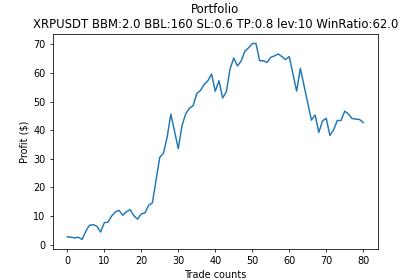 Portfolio
XRPUSDT BBM:2.0 BBL:160 SL:0.6 TP:0.8 lev:10 WinRatio:62.0
70
60
50
40
30
20
10
0
Profit ($)
0 10 20 30 40 50 60 70 80
Trade counts